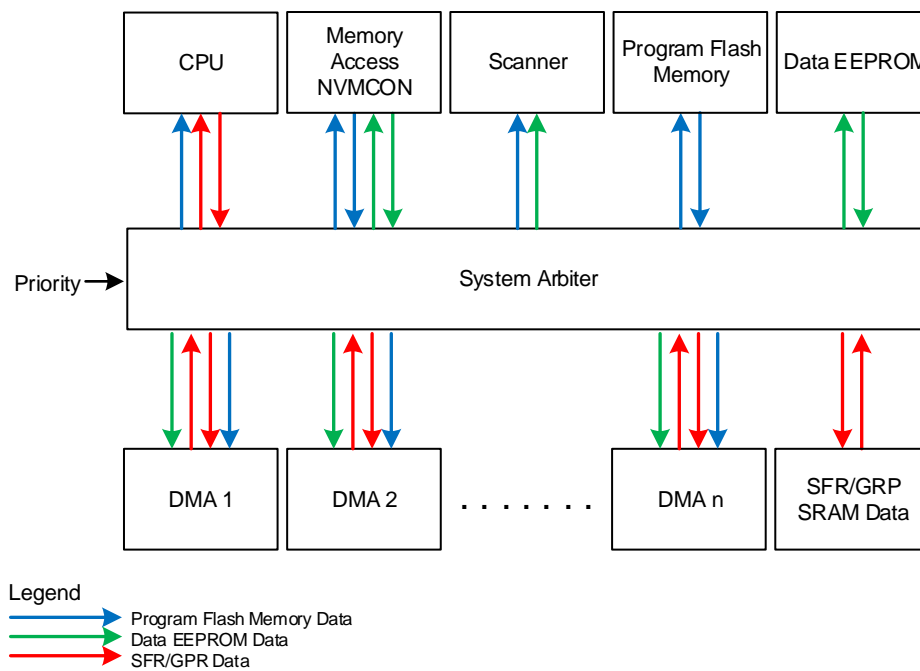 CPU
Memory
Access
NVMCON
Scanner
Program Flash
Memory
Data EEPROM
Priority
System Arbiter
DMA 1
DMA 2
. . . . . . .
DMA n
SFR/GRP
SRAM Data
Legend
Program Flash Memory Data
Data EEPROM Data
SFR/GPR Data